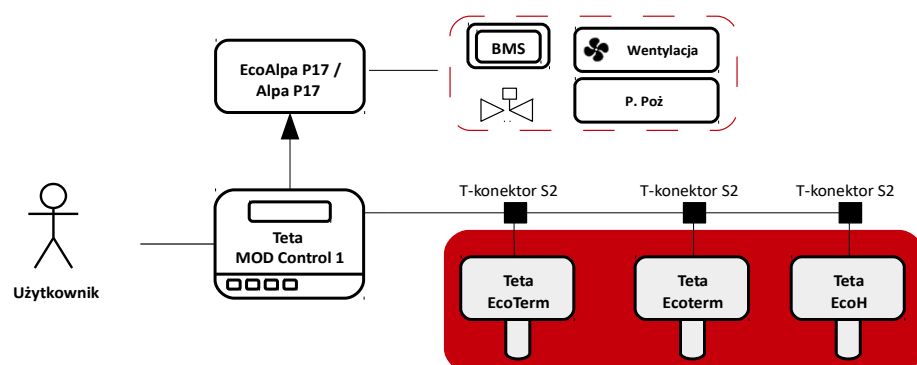 EcoAlpa P17 /
Alpa P17
BMS
Wentylacja
P. Poż
T-konektor S2
T-konektor S2
T-konektor S2
Teta
MOD Control 1
Użytkownik
Teta
EcoTerm
Teta
Ecoterm
Teta
EcoH